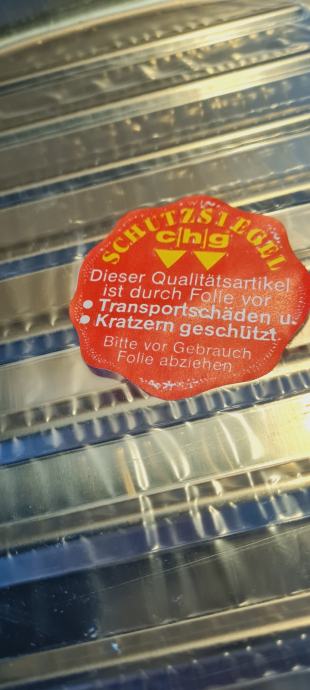 SCHUTZSIEGEL
c|h|g
Dieser Qualitätsartikel
ist durch Folie vor
• Transportschäden u.
• Kratzern geschützt.
Bitte vor Gebrauch
Folie abziehen